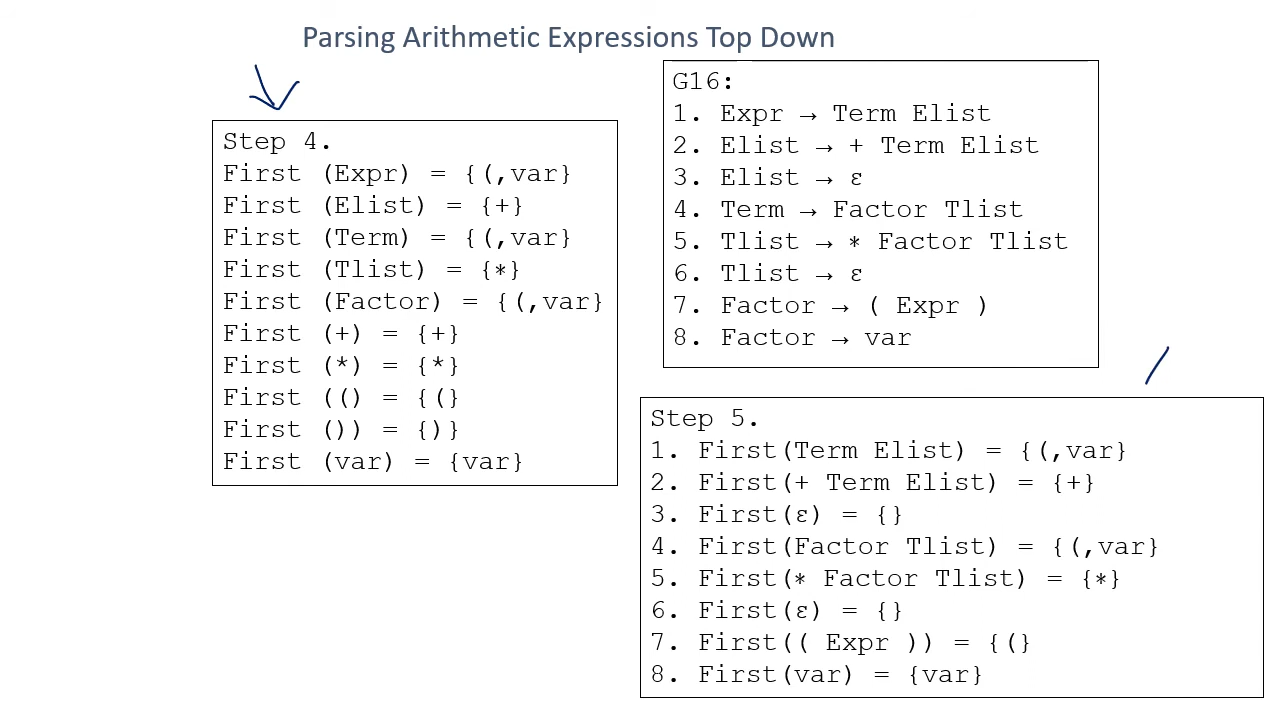 Parsing Arithmetic Expressions Top Down
Step 4.
First (Expr) = {(,var}
First (Elist) = {+}
First (Term) = {(,var}
First (Tlist) = {*}
First (Factor) = {(,var}
First (+) = {+}
First (*) = {*}
First (() = {(}
First ()) = {)}
First (var) = {var}
G16:
1. Expr → Term Elist
2. Elist → + Term Elist
3. Elist → ε
4. Term → Factor Tlist
5. Tlist → * Factor Tlist
6. Tlist → ε
7. Factor → ( Expr )
8. Factor → var
Step 5.
1. First(Term Elist) = {(,var}
2. First(+ Term Elist) = {+}
3. First(ε) = {}
4. First(Factor Tlist) = {(,var}
5. First(* Factor Tlist) = {*}
6. First(ε) = {}
7. First(( Expr )) = {(}
8. First(var) = {var}